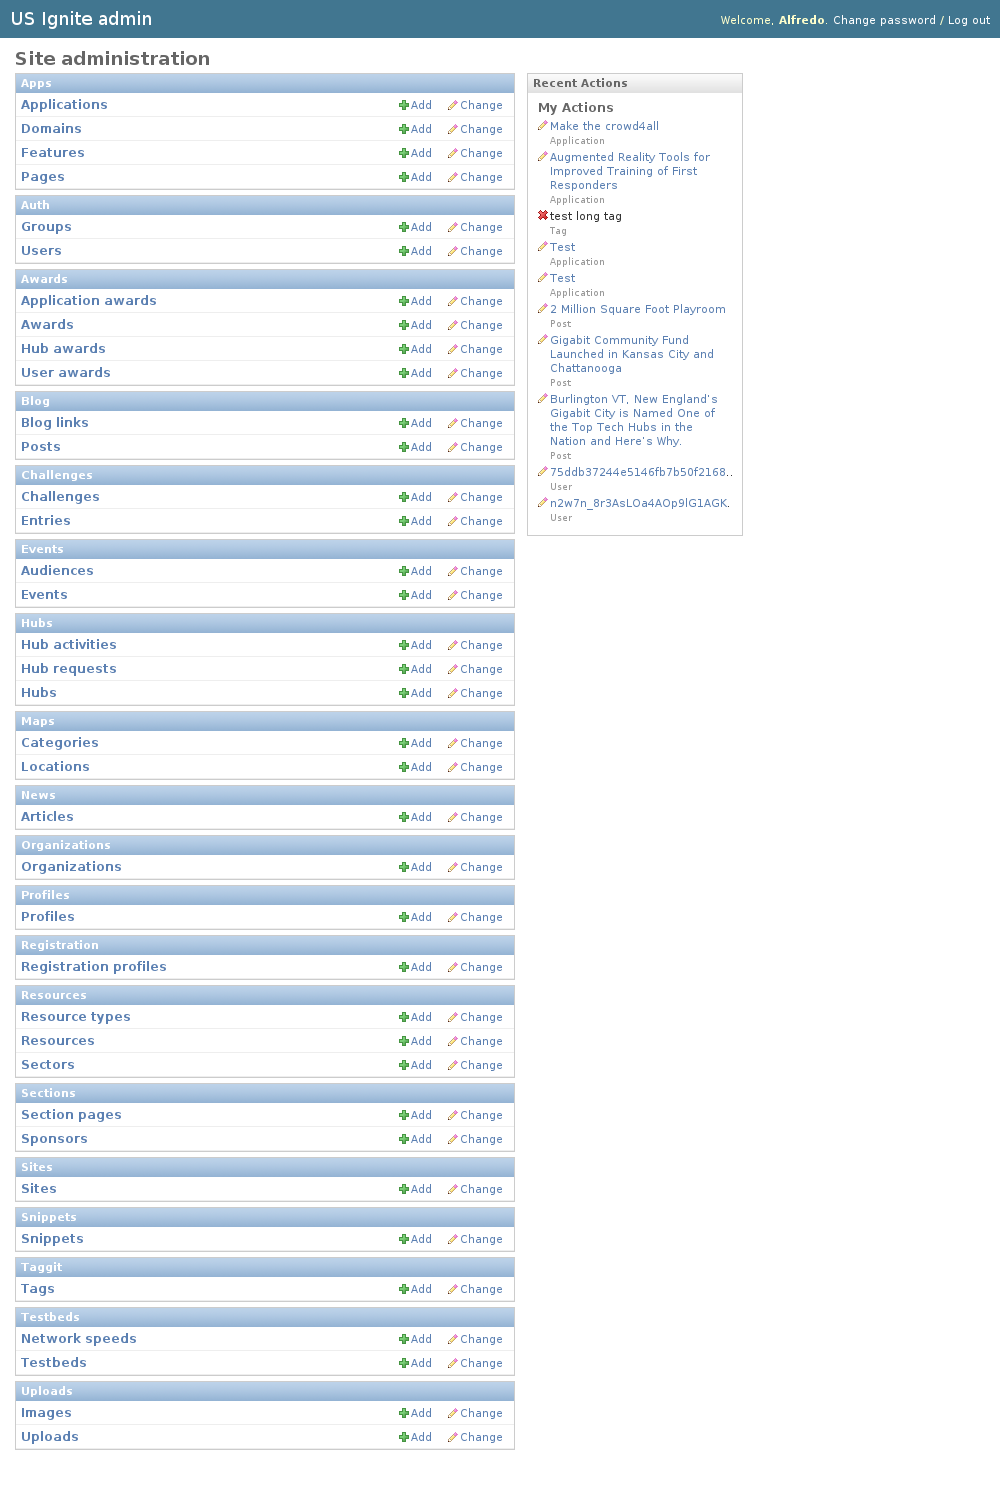 US Ignite admin
Welcome, Alfredo. Change password / Log out
Site administration
Apps
Applications Add Change
Domains Add Change
Features Add Change
Pages Add Change
Auth
Groups Add Change
Users Add Change
Awards
Application awards Add Change
Awards Add Change
Hub awards Add Change
User awards Add Change
Blog
Blog links Add Change
Posts Add Change
Challenges
Challenges Add Change
Entries Add Change
Events
Audiences Add Change
Events Add Change
Hubs
Hub activities Add Change
Hub requests Add Change
Hubs Add Change
Maps
Categories Add Change
Locations Add Change
News
Articles Add Change
Organizations
Organizations Add Change
Profiles
Profiles Add Change
Registration
Registration profiles Add Change
Resources
Resource types Add Change
Resources Add Change
Sectors Add Change
Sections
Section pages Add Change
Sponsors Add Change
Sites
Sites Add Change
Snippets
Snippets Add Change
Taggit
Tags Add Change
Testbeds
Network speeds Add Change
Testbeds Add Change
Uploads
Images Add Change
Uploads Add Change
Recent Actions
My Actions
Make the crowd4all
Application
Augmented Reality Tools for
Improved Training of First
Responders
Application
test long tag
Tag
Test
Application
Test
Application
2 Million Square Foot Playroom
Post
Gigabit Community Fund
Launched in Kansas City and
Chattanooga
Post
Burlington VT, New England's
Gigabit City is Named One of
the Top Tech Hubs in the
Nation and Here's Why.
Post
75ddb37244e5146fb7b50f2168..
User
n2w7n_8r3AsLOa4AOp9lG1AGK.
User